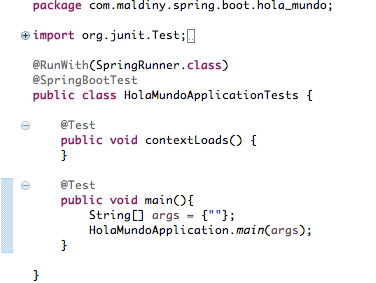 package com.maldiny.spring.boot.hola_mundo;
import org.junit.Test;
@RunWith(SpringRunner.class)
@SpringBootTest
public class HolaMundoApplicationTests {
@Test
public void contextLoads() {
}
@Test
public void main(){
String[] args = {""};
HolaMundoApplication.main(args);
}
}